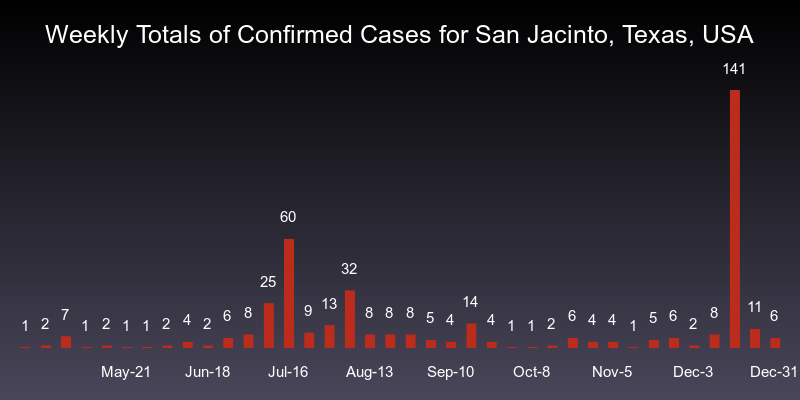 Weekly Totals of Confirmed Cases for San Jacinto, Texas, USA
1 2 7 1 2 1 1 2 4 2 6 8 25 60 9 13 32 8 8 8 5 4 14 4 1 1 2 6 4 4 1 5 6 2 8 141 11 6
May-21 Jun-18 Jul-16 Aug-13 Sep-10 Oct-8 Nov-5 Dec-3 Dec-31